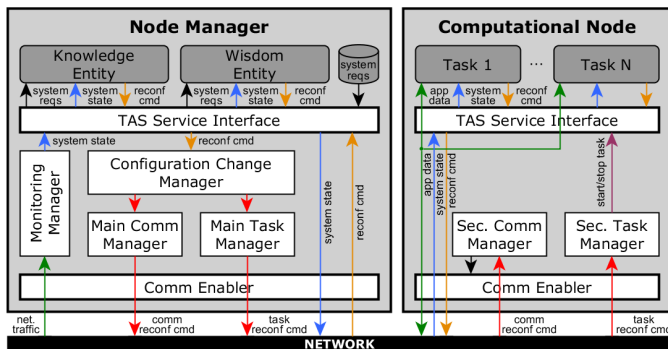 Node Manager
Knowledge
Entity
Wisdom
Entity
system
reqs
system
reqs
system
state
reconf
cmd
system
reqs
system
state
reconf
cmd
TAS Service Interface
system state
reconf cmd
Monitoring
Manager
Configuration Change
Manager
Main Comm
Manager
Main Task
Manager
system state
reconf cmd
Comm Enabler
net.
traffic
comm
reconf cmd
task
reconf cmd
Computational Node
Task 1
...
Task N
app
data
system
state
reconf
cmd
TAS Service Interface
app data
system state
reconf cmd
start/stop task
Sec. Comm
Manager
Sec. Task
Manager
Comm Enabler
comm
reconf cmd
task
reconf cmd
NETWORK